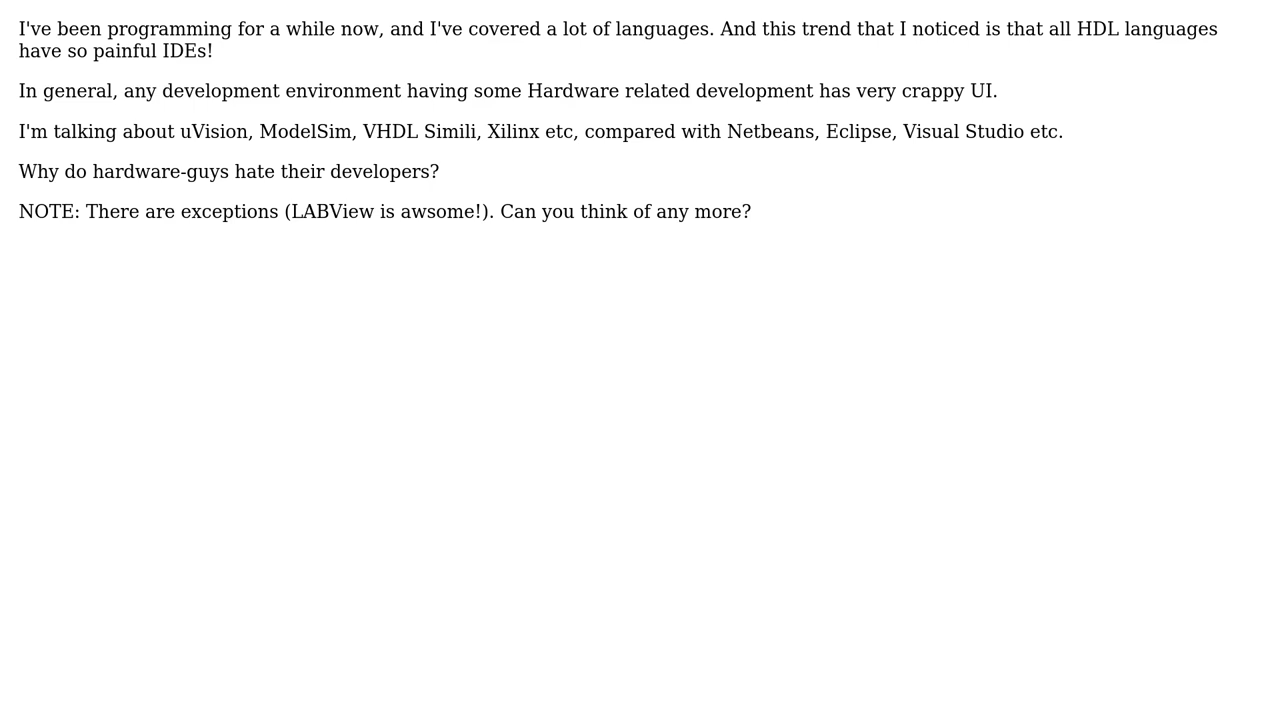 I've been programming for a while now, and I've covered a lot of languages. And this trend that I noticed is that all HDL languages
have so painful IDEs!
In general, any development environment having some Hardware related development has very crappy UI.
I'm talking about uVision, ModelSim, VHDL Simili, Xilinx etc, compared with Netbeans, Eclipse, Visual Studio etc.
Why do hardware-guys hate their developers?
NOTE: There are exceptions (LABView is awsome!). Can you think of any more?